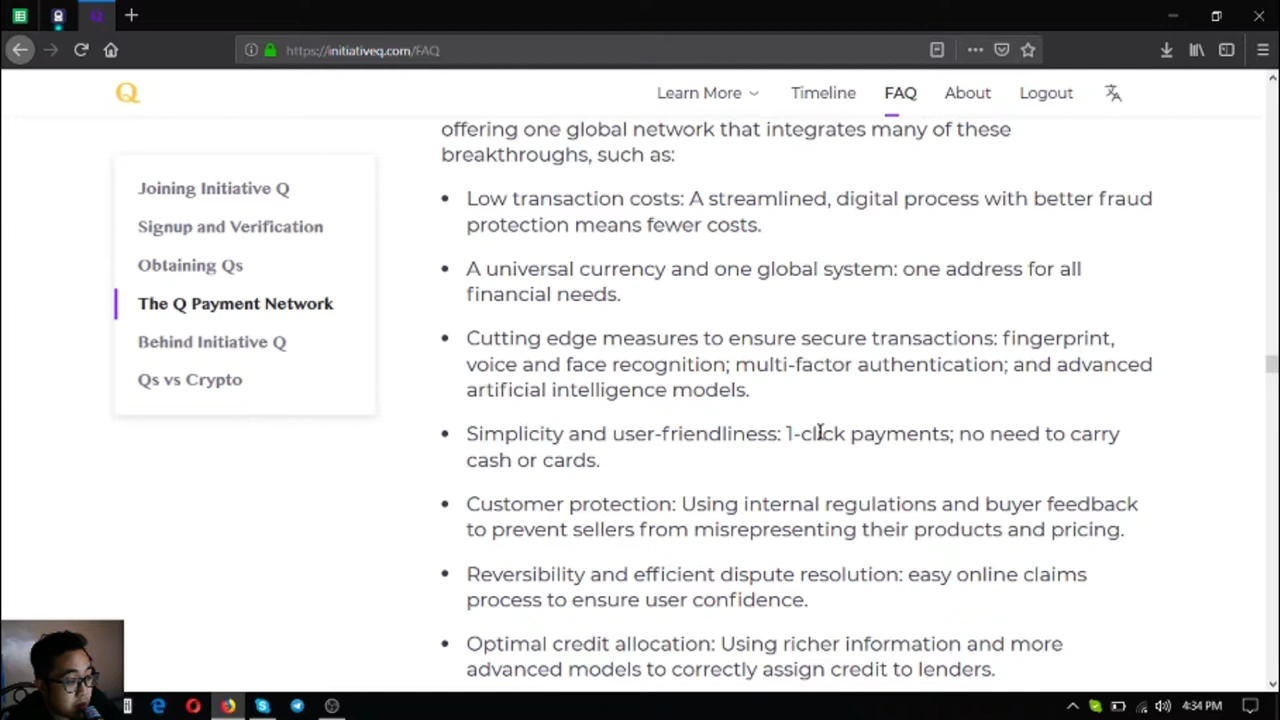 https://initiativeq.com/FAQ
Q
Learn More
Timeline
FAQ
About
Logout
Joining Initiative Q
Signup and Verification
Obtaining Qs
The Q Payment Network
Behind Initiative Q
Qs vs Crypto
offering one global network that integrates many of these
breakthroughs, such as:
• Low transaction costs: A streamlined, digital process with better fraud
protection means fewer costs.
• A universal currency and one global system: one address for all
financial needs.
• Cutting edge measures to ensure secure transactions: fingerprint,
voice and face recognition; multi-factor authentication; and advanced
artificial intelligence models.
• Simplicity and user-friendliness: 1-click payments; no need to carry
cash or cards.
• Customer protection: Using internal regulations and buyer feedback
to prevent sellers from misrepresenting their products and pricing.
• Reversibility and efficient dispute resolution: easy online claims
process to ensure user confidence.
• Optimal credit allocation: Using richer information and more
advanced models to correctly assign credit to lenders.
4:34 PM